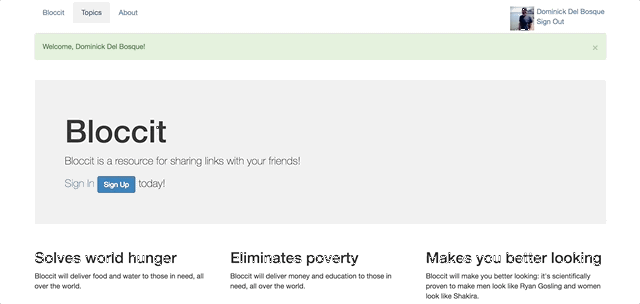 Bloccit Topics About
Dominick Del Bosque
Sign Out
Welcome, Dominick Del Bosque! ×
Bloccit
Bloccit is a resource for sharing links with your friends!
Sign In Sign Up today!
Solves world hunger
Bloccit will deliver food and water to those in need, all
over the world.
Eliminates poverty
Bloccit will deliver money and education to those in
need, all over the world.
Makes you better looking
Bloccit will make you better looking: it's scientifically
proven to make men look like Ryan Gosling and women
look like Shakira.